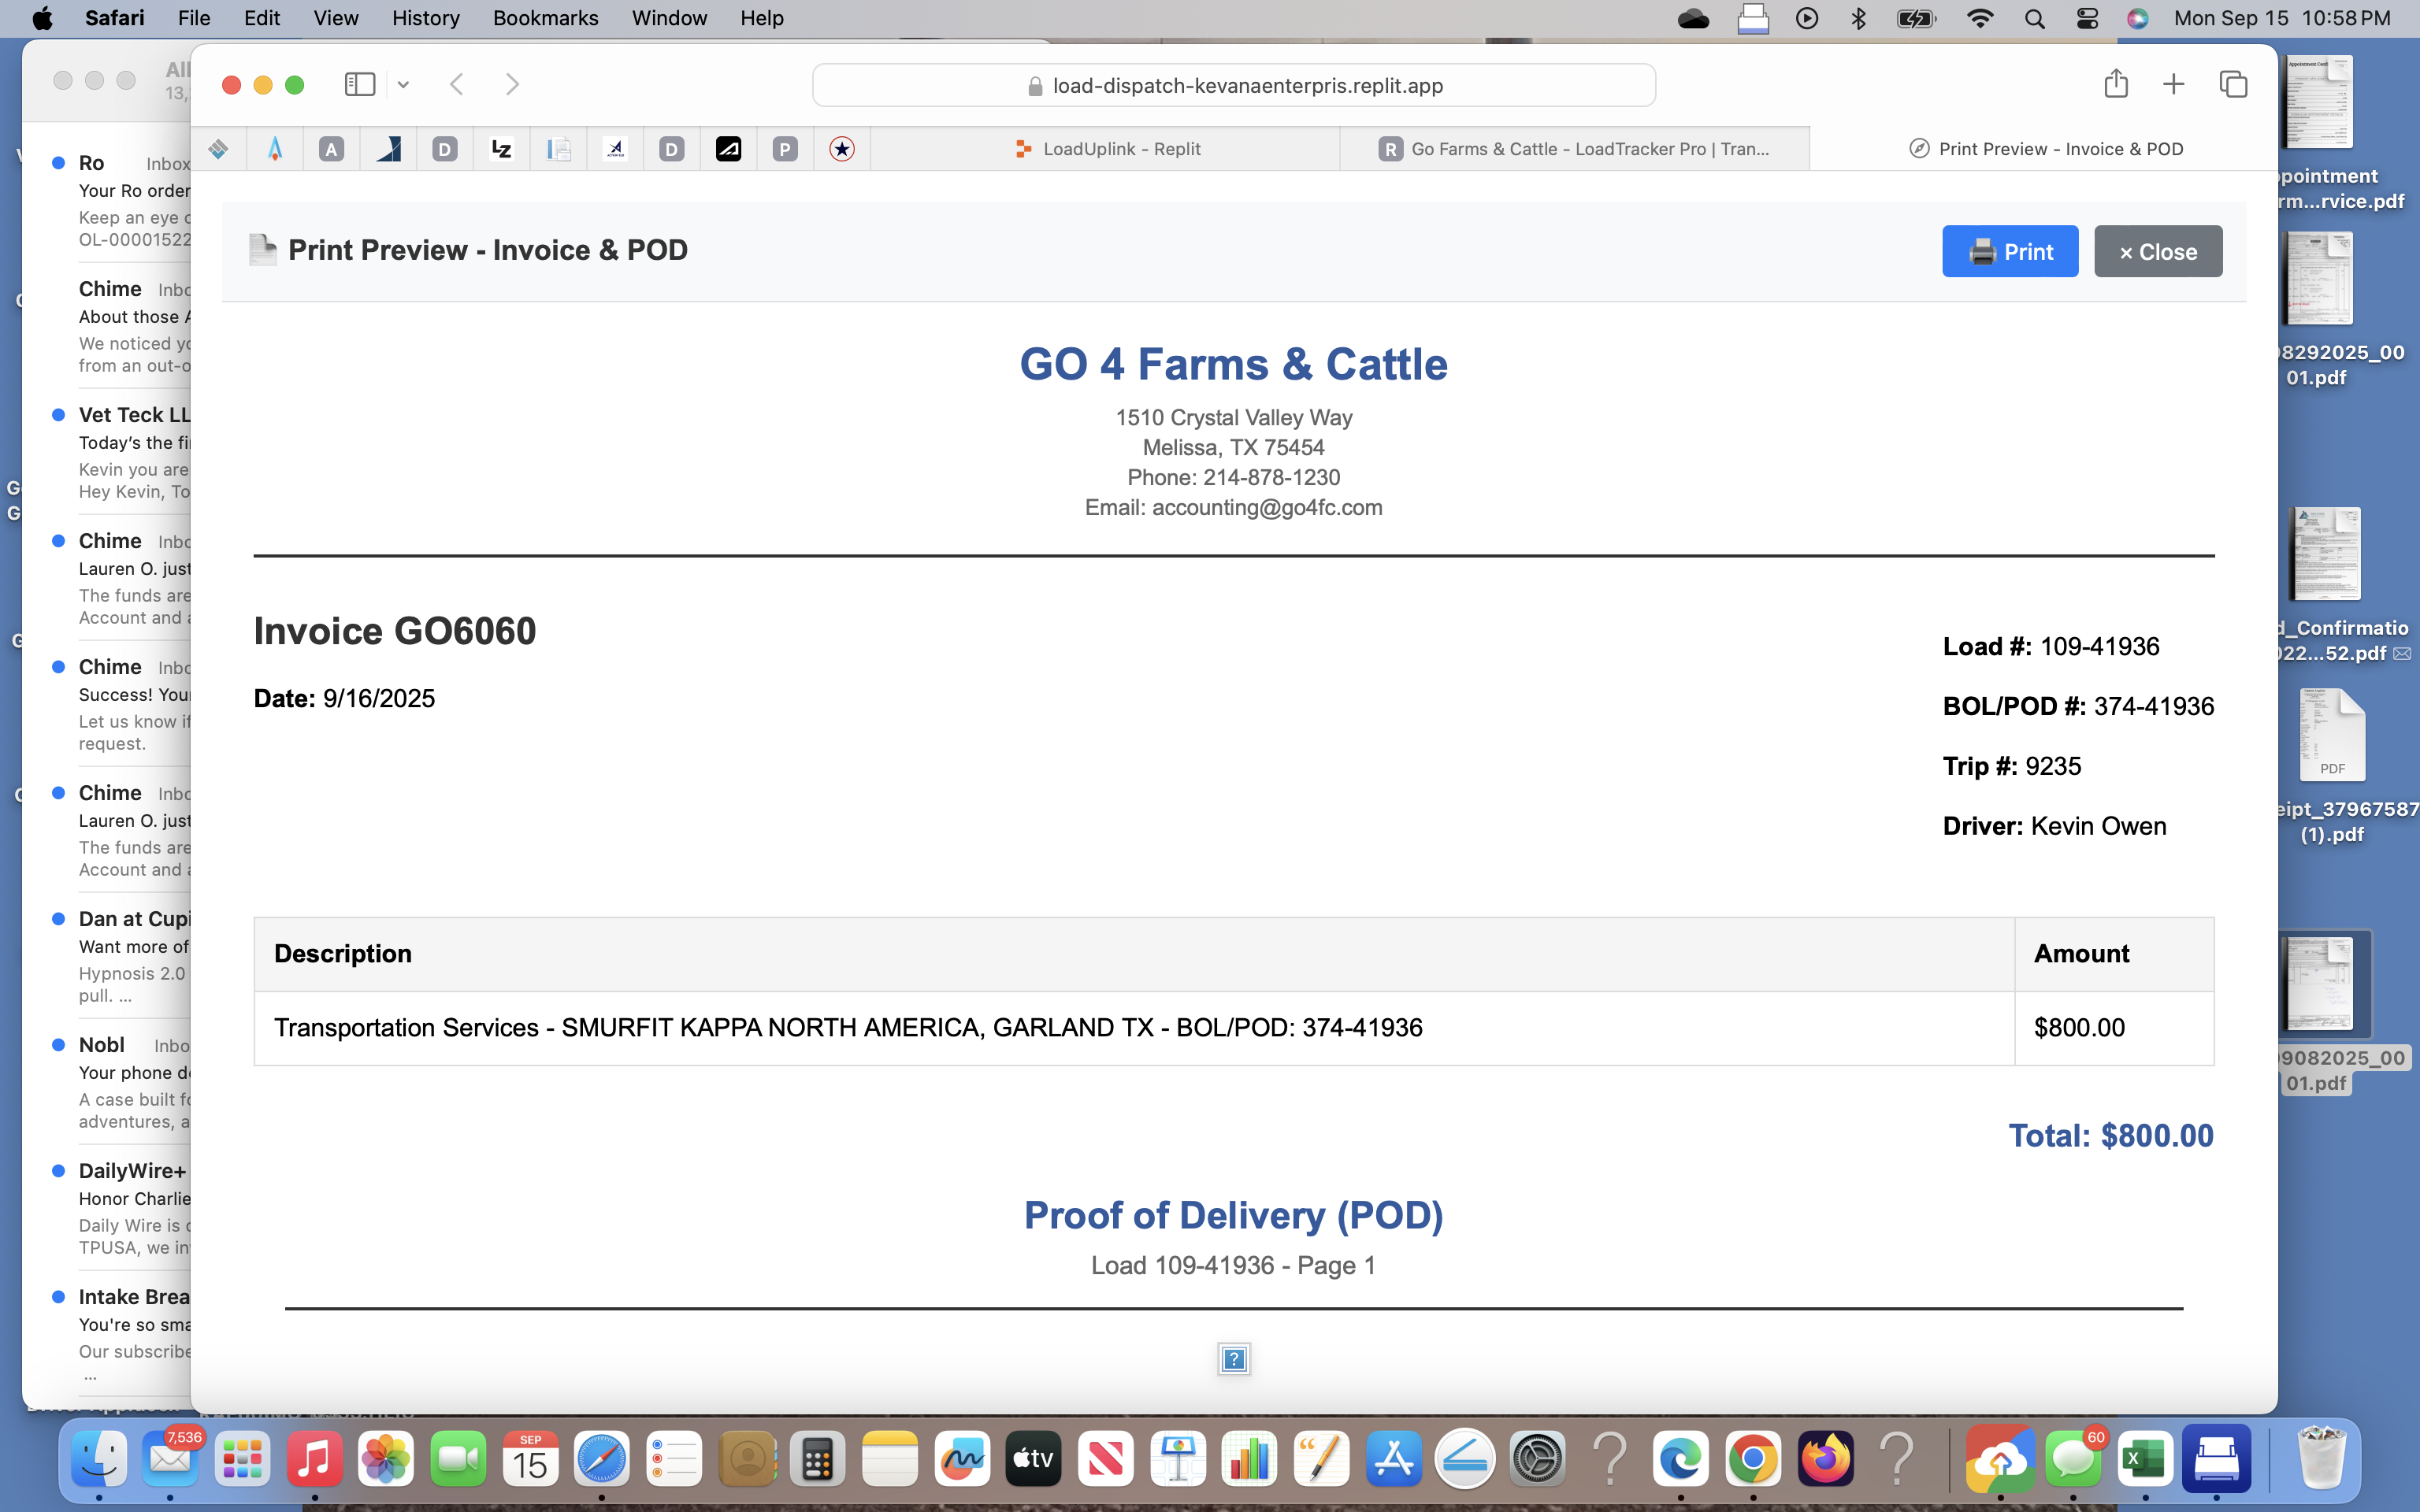 Safari File Edit View History Bookmarks Window Help
Mon Sep 15 10:58 PM
All
13,
load-dispatch-kevanaenterpris.replit.app
A
D
LZ
D
P
LoadUplink - Replit
R Go Farms & Cattle - LoadTracker Pro | Tran...
Print Preview - Invoice & POD
Ro Inbox
Your Ro order
Keep an eye o
OL-00001522
Chime Inbo
About those A
We noticed yo
from an out-o
Vet Teck LL
Today's the fi
Kevin you are
Hey Kevin, To
Chime Inbo
Lauren O. just
The funds are
Account and a
Chime Inbo
Success! Your
Let us know if
request.
Chime Inbo
Lauren O. just
The funds are
Account and a
Dan at Cupi
Want more of
Hypnosis 2.0
pull. ...
Nobl Inbo
Your phone de
A case built fo
adventures, a
DailyWire+
Honor Charlie
Daily Wire is d
TPUSA, we in
Intake Brea
You're so sma
Our subscribe
...
Print Preview - Invoice & POD
Print
× Close
GO 4 Farms & Cattle
1510 Crystal Valley Way
Melissa, TX 75454
Phone: 214-878-1230
Email: accounting@go4fc.com
Invoice GO6060
Date: 9/16/2025
Load #: 109-41936
BOL/POD #: 374-41936
Trip #: 9235
Driver: Kevin Owen
Description Amount
Transportation Services - SMURFIT KAPPA NORTH AMERICA, GARLAND TX - BOL/POD: 374-41936 $800.00
Total: $800.00
Proof of Delivery (POD)
Load 109-41936 - Page 1
?
ppointment
rm...rvice.pdf
08292025_00
01.pdf
d_Confirmatio
022...52.pdf
PDF
eipt_37967587
(1).pdf
09082025_00
01.pdf
7,536
SEP
15
tv
60